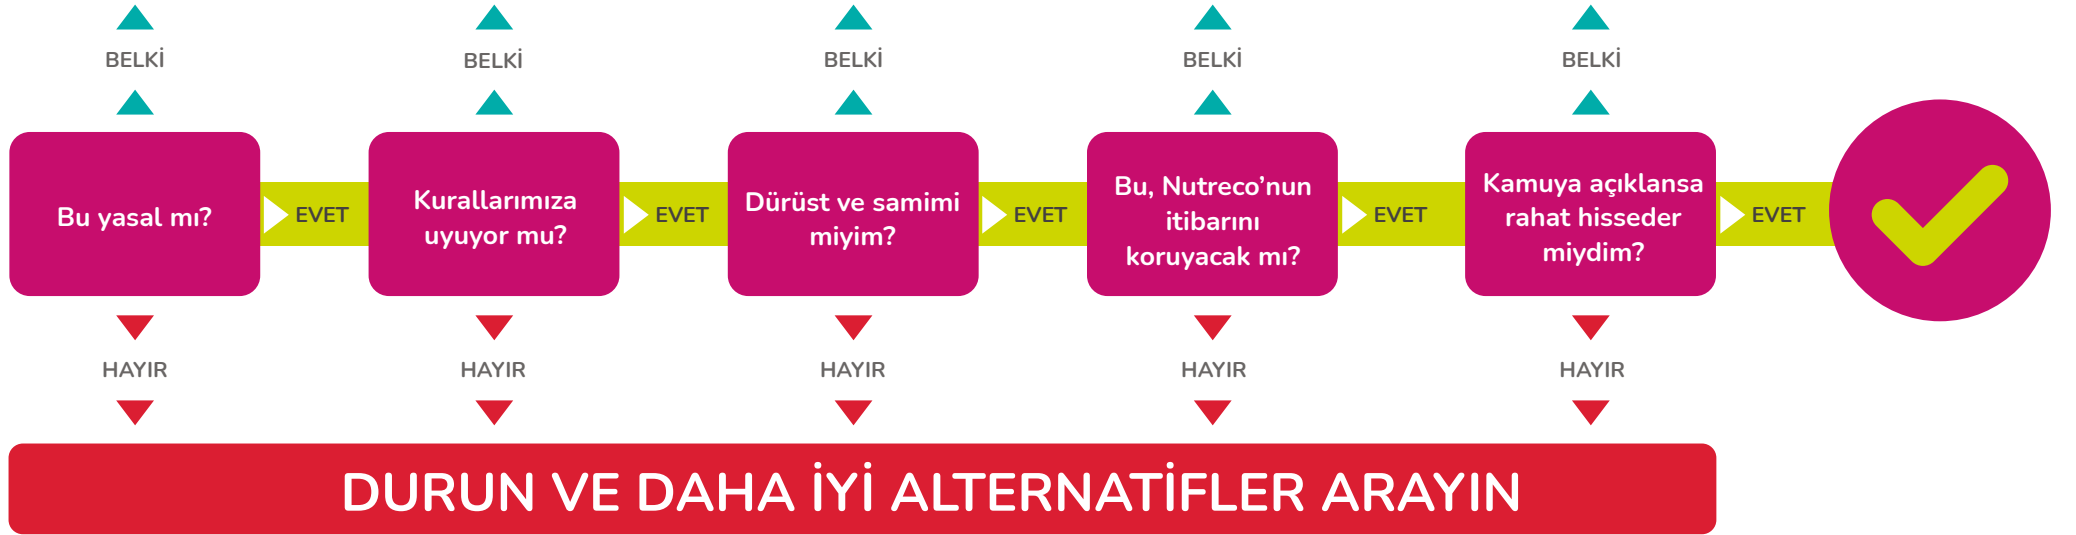 BELKİ
BELKİ
BELKİ
BELKİ
BELKİ
Bu yasal mı?
EVET
Kurallarımıza
uyuyor mu?
EVET
Dürüst ve samimi
miyim?
EVET
Bu, Nutreco’nun
itibarını
koruyacak mı?
EVET
Kamuya açıklansa
rahat hisseder
miydim?
EVET
HAYIR
HAYIR
HAYIR
HAYIR
HAYIR
DURUN VE DAHA İYİ ALTERNATİFLER ARAYIN